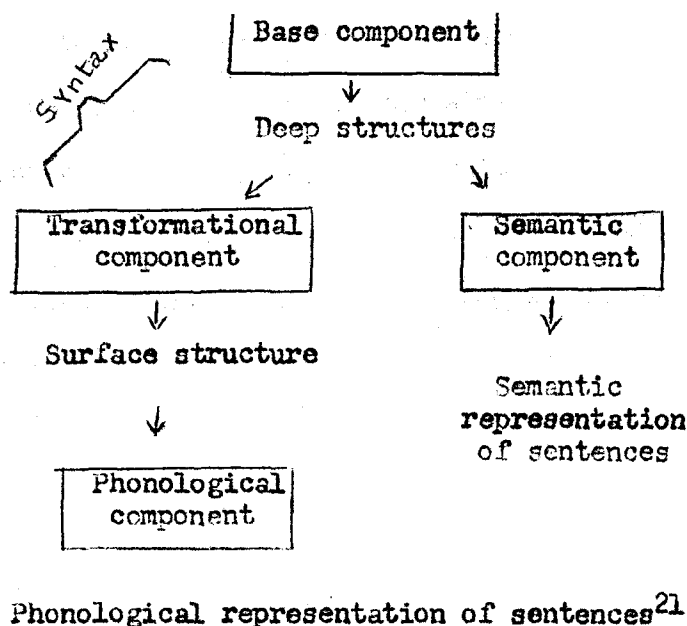 Base component
Syntax
Deep structures
Transformational
component
Semantic
component
Surface structure
Semantic
representation
of sentences
Phonological
component
Phonological representation of sentences21